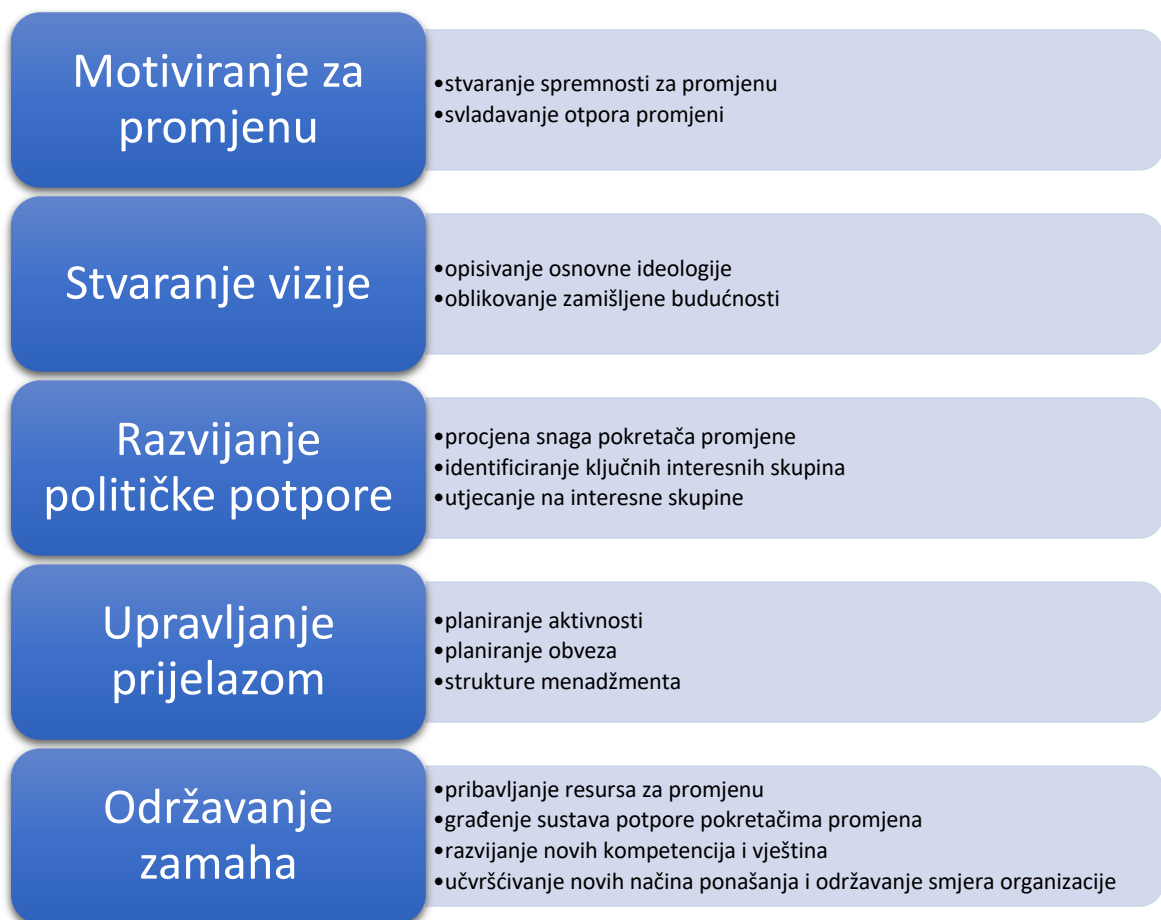 Motiviranje za
promjenu
•stvaranje spremnosti za promjenu
•svladavanje otpora promjeni
Stvaranje vizije
•opisivanje osnovne ideologije
•oblikovanje zamišljene budućnosti
Razvijanje
političke potpore
•procjena snaga pokretača promjene
•identificiranje ključnih interesnih skupina
•utjecanje na interesne skupine
Upravljanje
prijelazom
•planiranje aktivnosti
•planiranje obveza
•strukture menadžmenta
Održavanje
zamaha
•pribavljanje resursa za promjenu
•građenje sustava potpore pokretačima promjena
•razvijanje novih kompetencija i vještina
•učvršćivanje novih načina ponašanja i održavanje smjera organizacije